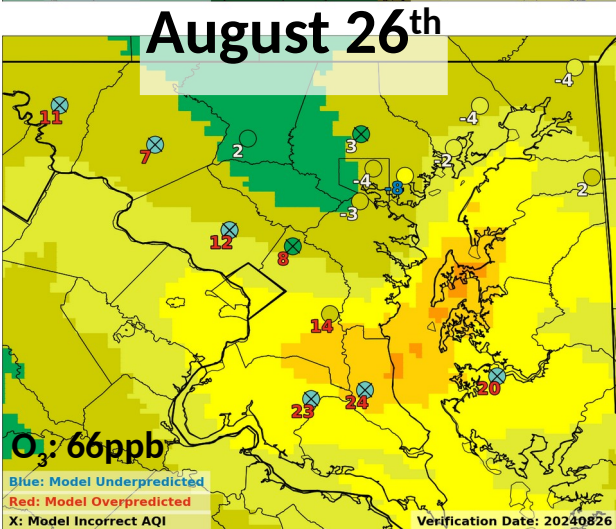 August 26th
-4
11
-4
7
2
3
-2
-4
-8
2
-3
12
8
14
20
24
23
O3: 66ppb
Blue: Model Underpredicted
Red: Model Overpredicted
X: Model Incorrect AQI
Verification Date: 20240826